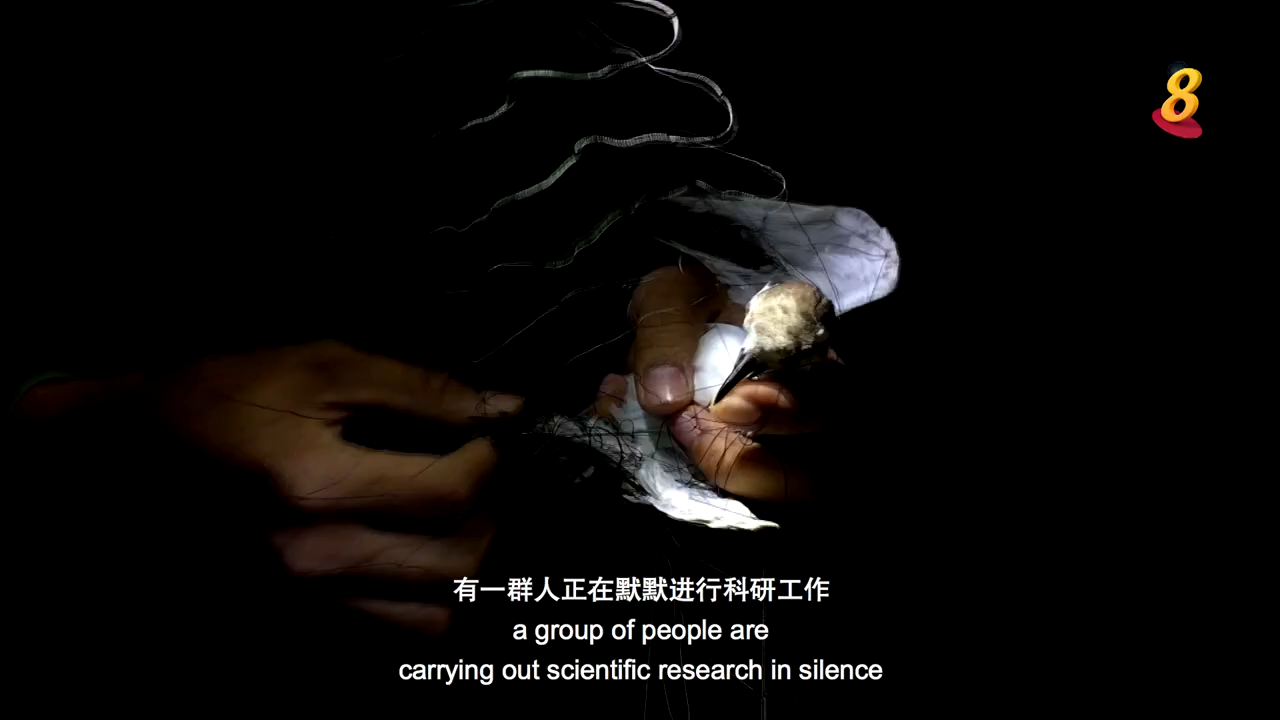 8
有一群人正在默默进行科研工作
a group of people are
carrying out scientific research in silence